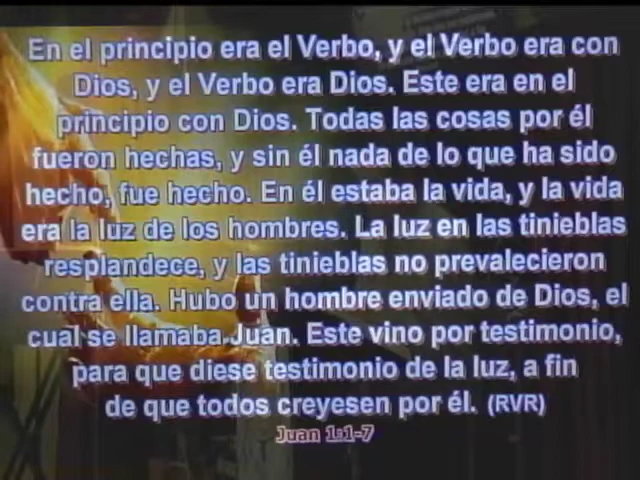 En el principio era el Verbo, y el Verbo era con
Dios, y el Verbo era Dios. Este era en el
principio con Dios. Todas las cosas por él
fueron hechas, y sin él nada de lo que ha sido
hecho, fue hecho. En él estaba la vida, y la vida
era la luz de los hombres. La luz en las tinieblas
resplandece, y las tinieblas no prevalecieron
contra ella. Hubo un hombre enviado de Dios, el
cual se llamaba Juan. Este vino por testimonio,
para que diese testimonio de la luz, a fin
de que todos creyesen por él. (RVR)
Juan 1:1-7